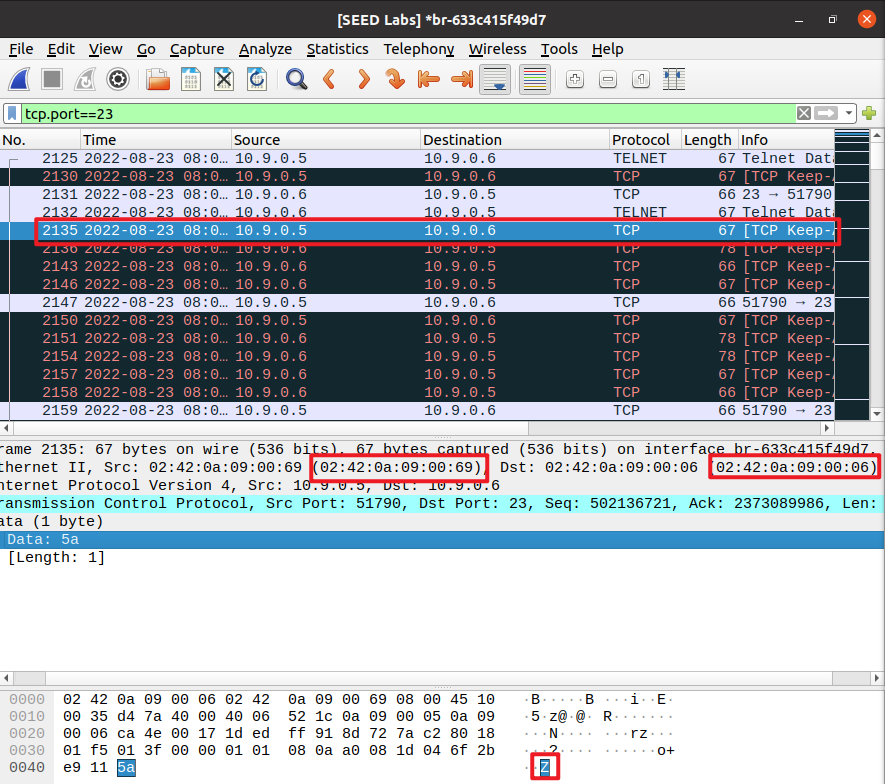 [SEED Labs] *br-633c415f49d7
File Edit View Go Capture Analyze Statistics Telephony Wireless Tools Help
tcp.port==23
No. Time Source Destination Protocol Length Info
2125 2022-08-23 08:0… 10.9.0.5 10.9.0.6 TELNET 67 Telnet Dat
2130 2022-08-23 08:0… 10.9.0.5 10.9.0.6 TCP 67 [TCP Keep-
2131 2022-08-23 08:0… 10.9.0.6 10.9.0.5 TCP 66 23 → 51790
2132 2022-08-23 08:0… 10.9.0.6 10.9.0.5 TELNET 67 Telnet Dat
2135 2022-08-23 08:0… 10.9.0.5 10.9.0.6 TCP 67 [TCP Keep-
2136 2022-08-23 08:0… 10.9.0.6 10.9.0.5 TCP 78 [TCP Keep-
2143 2022-08-23 08:0… 10.9.0.6 10.9.0.5 TCP 66 [TCP Keep-
2146 2022-08-23 08:0… 10.9.0.6 10.9.0.5 TCP 67 [TCP Keep-
2147 2022-08-23 08:0… 10.9.0.5 10.9.0.6 TCP 66 51790 → 23
2150 2022-08-23 08:0… 10.9.0.5 10.9.0.6 TCP 67 [TCP Keep-
2151 2022-08-23 08:0… 10.9.0.6 10.9.0.5 TCP 78 [TCP Keep-
2154 2022-08-23 08:0… 10.9.0.5 10.9.0.6 TCP 78 [TCP Keep-
2157 2022-08-23 08:0… 10.9.0.6 10.9.0.5 TCP 67 [TCP Keep-
2158 2022-08-23 08:0… 10.9.0.6 10.9.0.5 TCP 66 [TCP Keep-
2159 2022-08-23 08:0… 10.9.0.5 10.9.0.6 TCP 66 51790 → 23
rame 2135: 67 bytes on wire (536 bits), 67 bytes captured (536 bits) on interface br-633c415f49d7,
thernet II, Src: 02:42:0a:09:00:69 (02:42:0a:09:00:69), Dst: 02:42:0a:09:00:06 (02:42:0a:09:00:06)
nternet Protocol Version 4, Src: 10.9.0.5, Dst: 10.9.0.6
ransmission Control Protocol, Src Port: 51790, Dst Port: 23, Seq: 502136721, Ack: 2373089986, Len:
ata (1 byte)
Data: 5a
[Length: 1]
0000 02 42 0a 09 00 06 02 42 0a 09 00 69 08 00 45 10 ·B·····B ···i··E·
0010 00 35 d4 7a 40 00 40 06 52 1c 0a 09 00 05 0a 09 ·5·z@·@· R·······
0020 00 06 ca 4e 00 17 1d ed ff 91 8d 72 7a c2 80 18 ···N···· ···rz···
0030 01 f5 01 3f 00 00 01 01 08 0a a0 08 1d 04 6f 2b ···?···· ······o+
0040 e9 11 5a ··Z